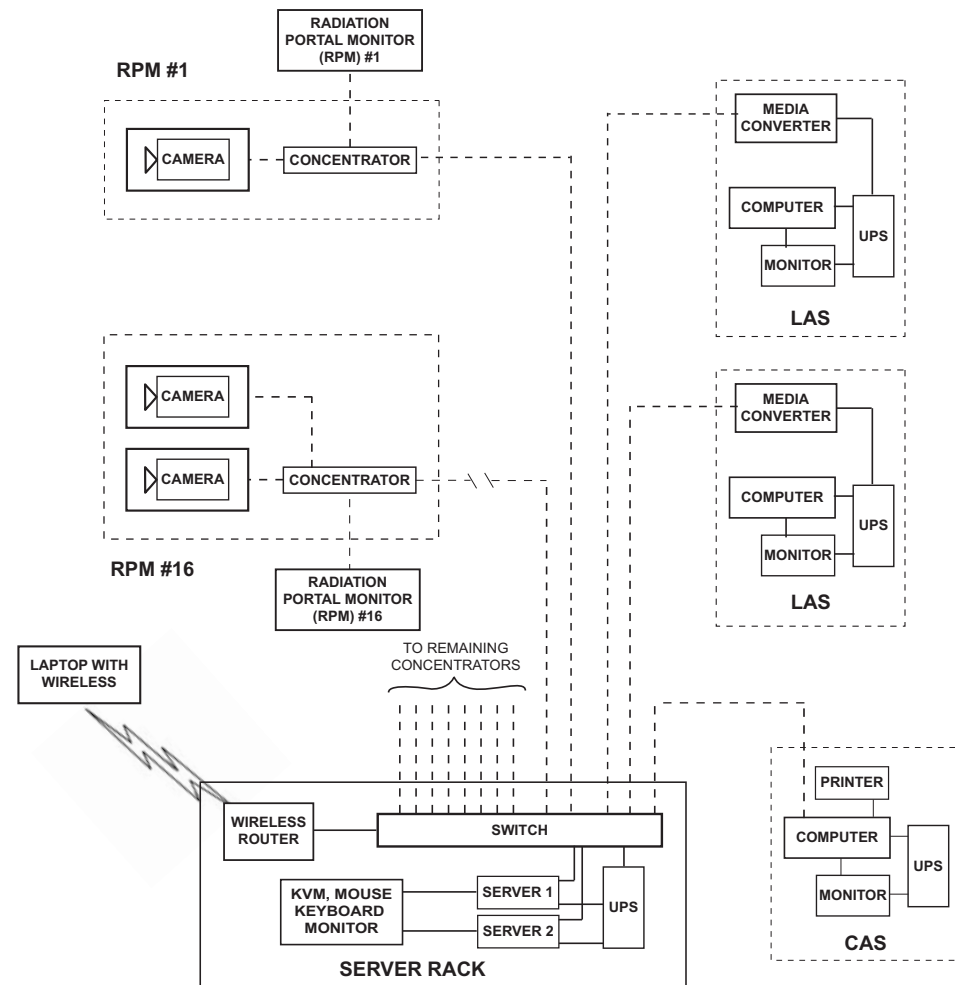 RADIATION
PORTAL MONITOR
(RPM) #1
RPM #1
CAMERA
CONCENTRATOR
MEDIA
CONVERTER
COMPUTER
UPS
MONITOR
LAS
CAMERA
CAMERA
CONCENTRATOR
RPM #16
RADIATION
PORTAL MONITOR
(RPM) #16
MEDIA
CONVERTER
COMPUTER
UPS
MONITOR
LAS
TO REMAINING
CONCENTRATORS
LAPTOP WITH
WIRELESS
WIRELESS
ROUTER
SWITCH
KVM, MOUSE
KEYBOARD
MONITOR
SERVER 1
SERVER 2
UPS
SERVER RACK
PRINTER
COMPUTER
UPS
MONITOR
CAS